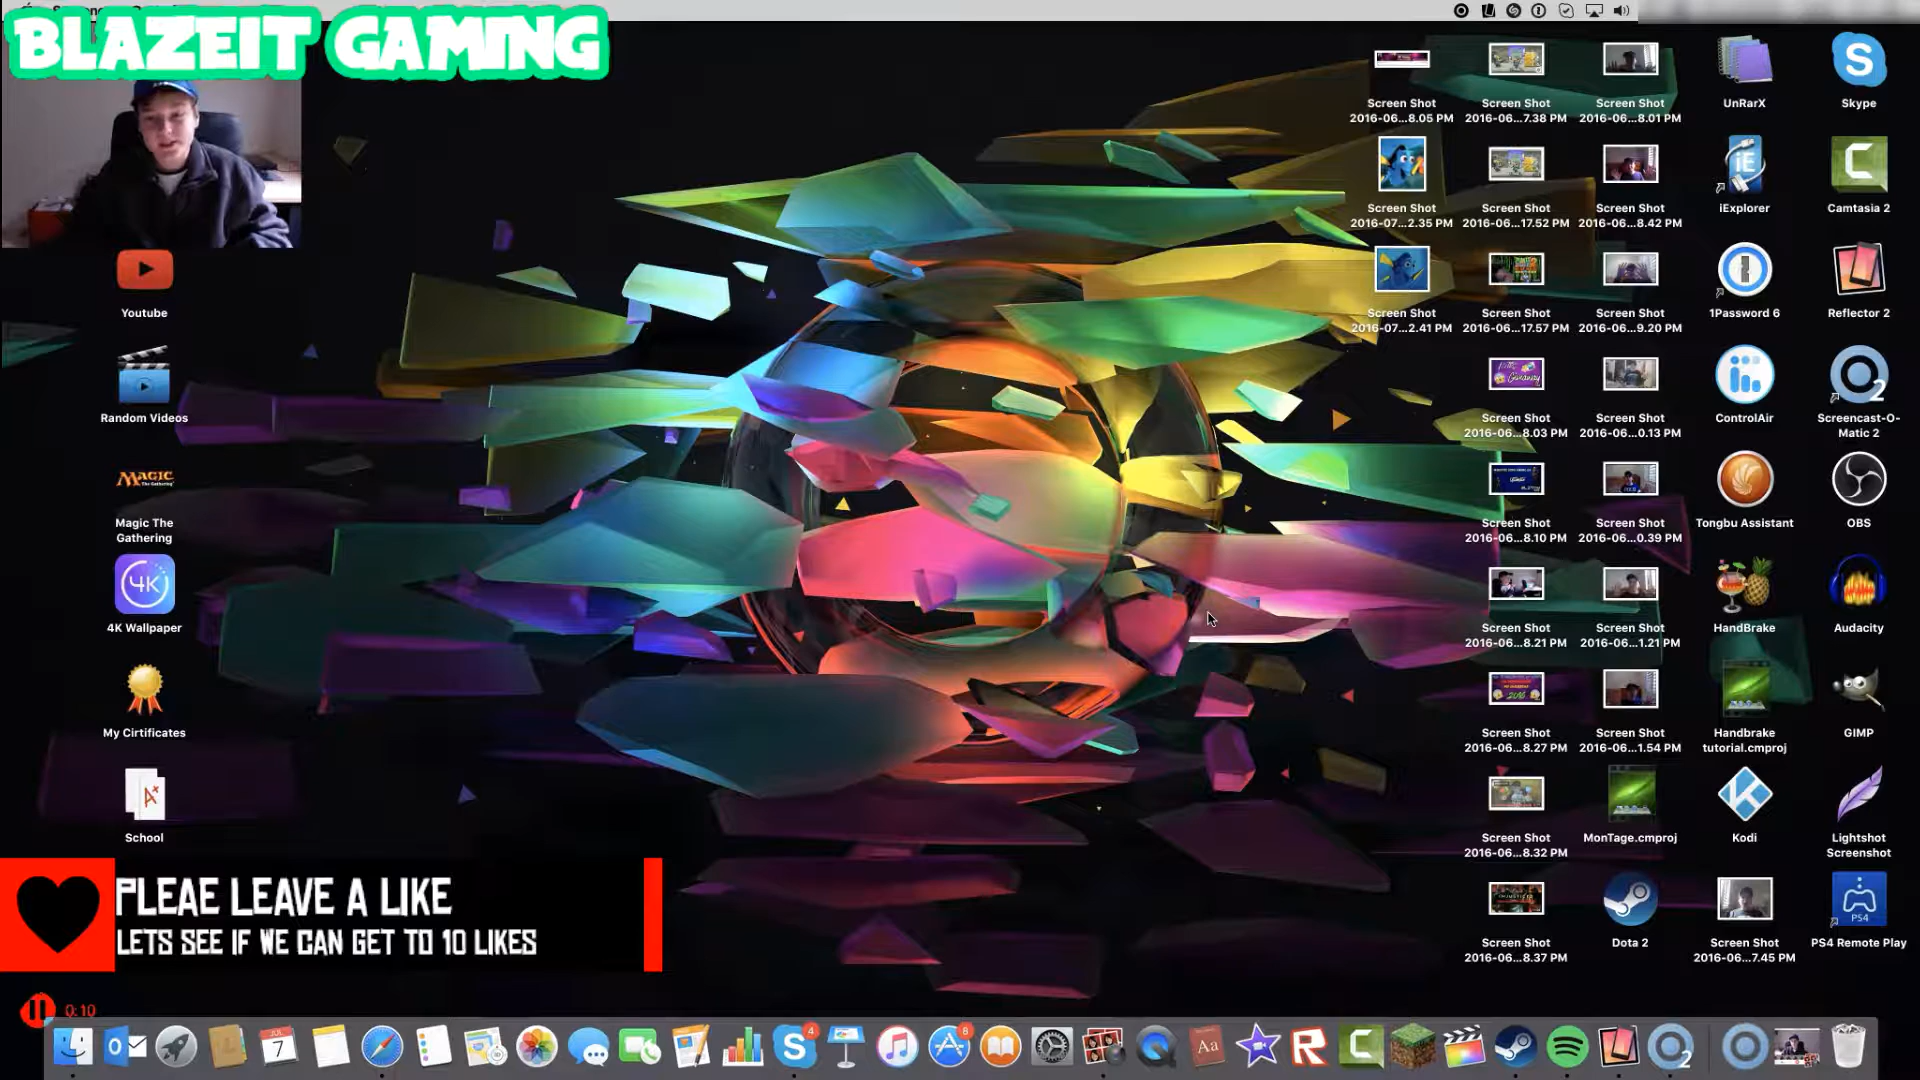 BLAZEIT GAMING
Screen Shot
2016-06...8.05 PM
Screen Shot
2016-06...7.38 PM
Screen Shot
2016-06...8.01 PM
UnRarX
Skype
Screen Shot
2016-07...2.35 PM
Screen Shot
2016-06...17.52 PM
Screen Shot
2016-06...8.42 PM
iExplorer
Camtasia 2
Youtube
Screen Shot
2016-07...2.41 PM
Screen Shot
2016-06...17.57 PM
Screen Shot
2016-06...9.20 PM
1Password 6
Reflector 2
Random Videos
Screen Shot
2016-06...8.03 PM
Screen Shot
2016-06...0.13 PM
ControlAir
Screencast-O-
Matic 2
MAGIC
Magic The
Gathering
Screen Shot
2016-06...8.10 PM
Screen Shot
2016-06...0.39 PM
Tongbu Assistant
OBS
4K
4K Wallpaper
Screen Shot
2016-06...8.21 PM
Screen Shot
2016-06...1.21 PM
HandBrake
Audacity
My Cirtificates
Screen Shot
2016-06...8.27 PM
Screen Shot
2016-06...1.54 PM
Handbrake
tutorial.cmproj
GIMP
School
Screen Shot
2016-06...8.32 PM
MonTage.cmproj
Kodi
Lightshot
Screenshot
PLEAE LEAVE A LIKE
LETS SEE IF WE CAN GET TO 10 LIKES
Screen Shot
2016-06...8.37 PM
Dota 2
Screen Shot
2016-06...7.45 PM
PS4
PS4 Remote Play
0:10
JUL
7
4
8
Aa
2